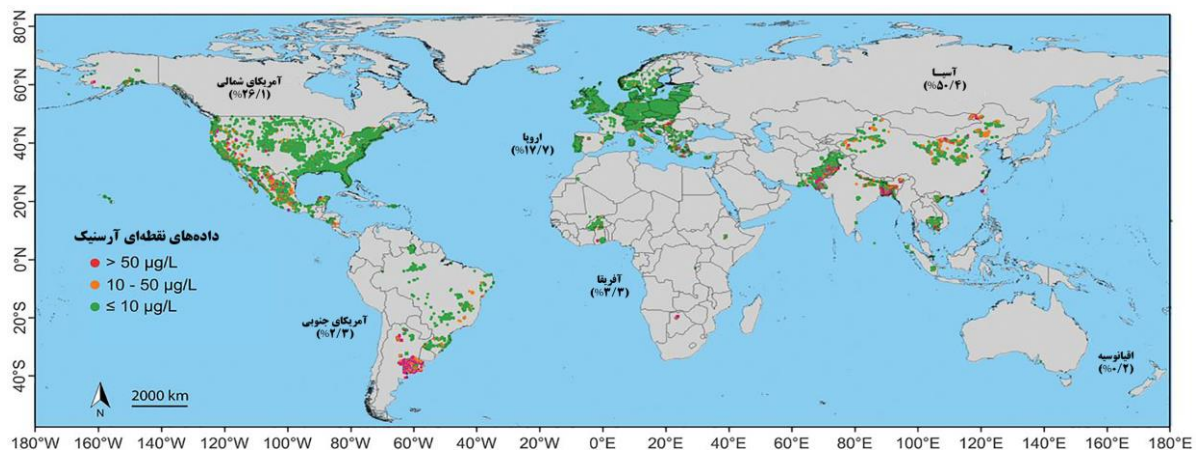 80°N
60°N
40°N
20°N
0°N
20°S
40°S
آمریکای شمالی
(%۲۶/۱)
اروپا
(%۱۷/۷)
آسیا
(%۵۰/۴)
آفریقا
(%۳/۳)
آمریکای جنوبی
(%۲/۳)
اقیانوسیه
(%۰/۲)
داده‌های نقطه‌ای آرسنیک
> 50 µg/L
10 - 50 µg/L
≤ 10 µg/L
N
2000 km
180°W 160°W 140°W 120°W 100°W 80°W 60°W 40°W 20°W 0°E 20°E 40°E 60°E 80°E 100°E 120°E 140°E 160°E 180°E